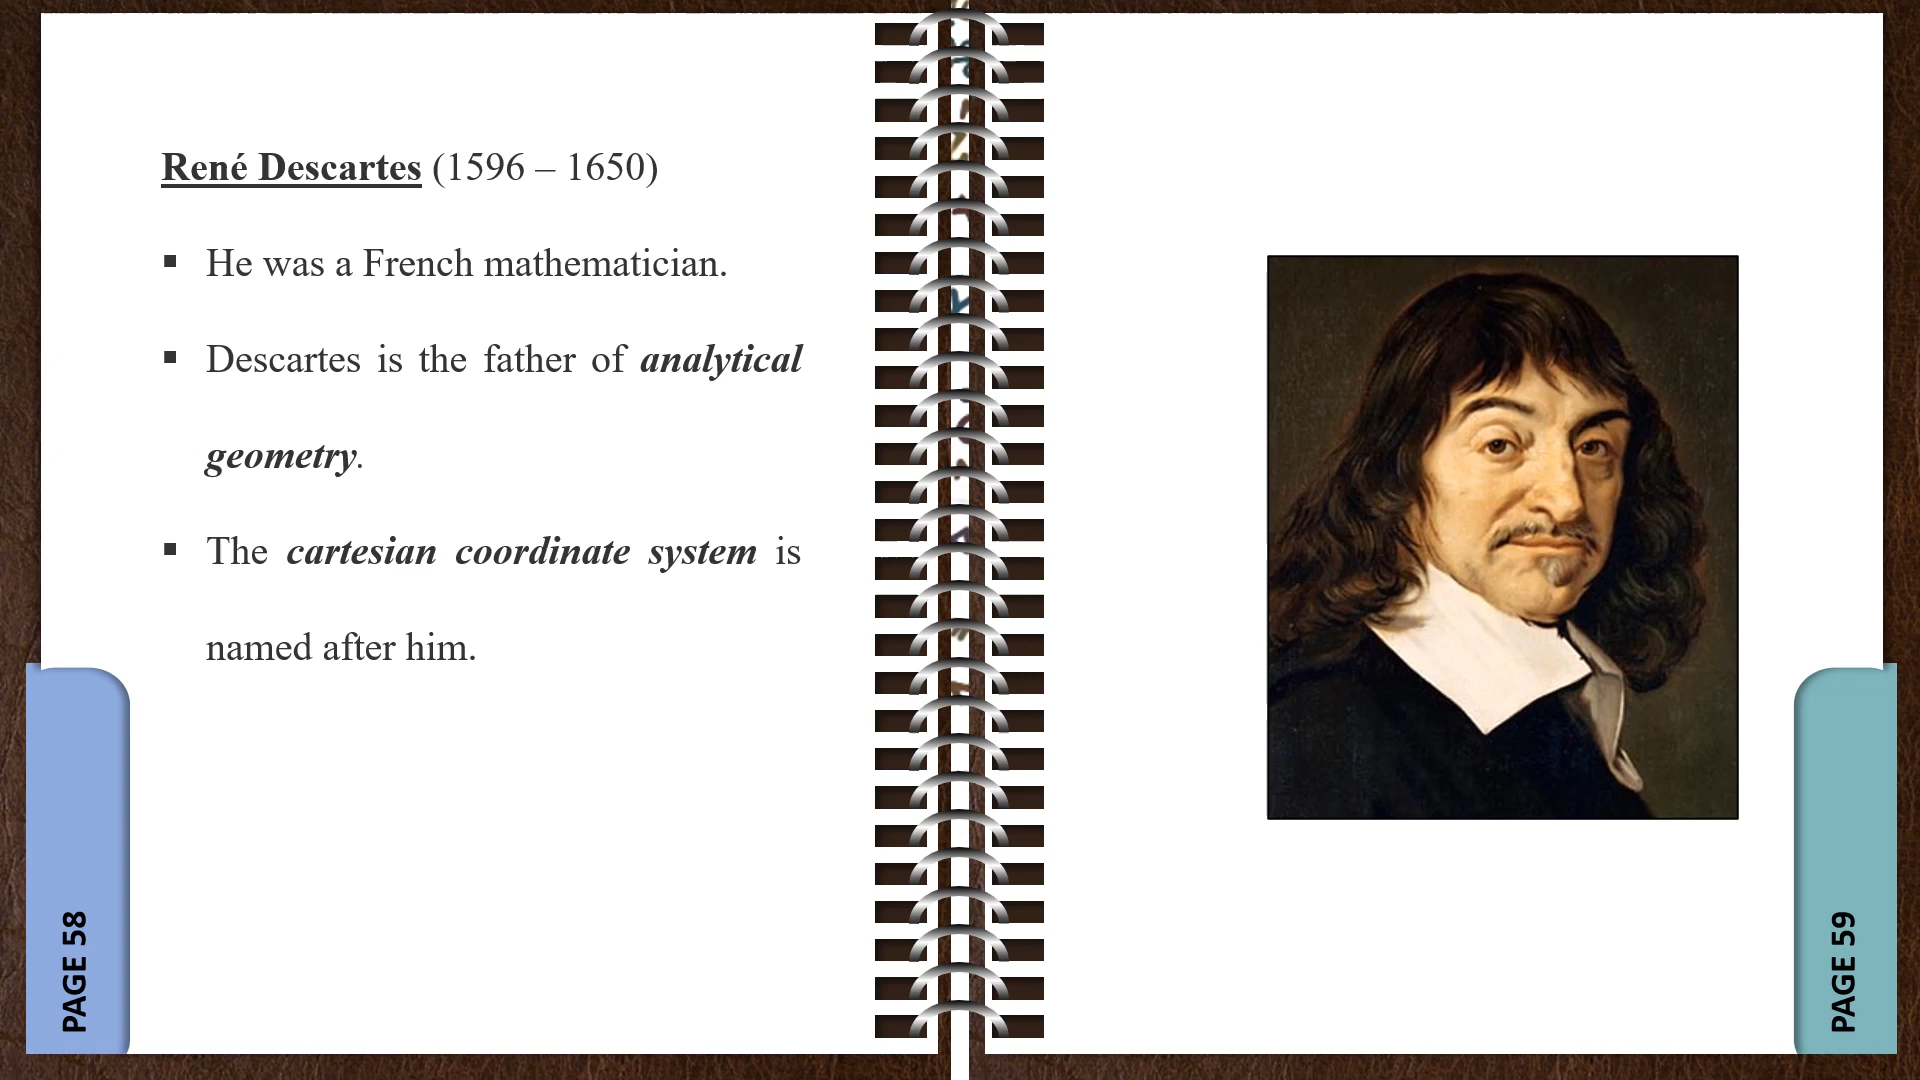 René Descartes (1596 – 1650)
▪ He was a French mathematician.
▪ Descartes is the father of analytical
geometry.
▪ The cartesian coordinate system is
named after him.
PAGE 58
PAGE 59